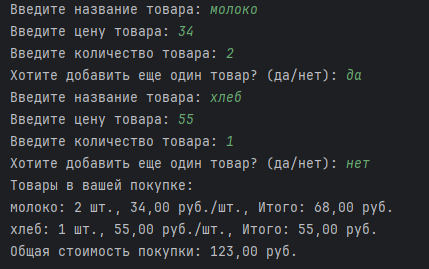 Введите название товара: молоко
Введите цену товара: 34
Введите количество товара: 2
Хотите добавить еще один товар? (да/нет): да
Введите название товара: хлеб
Введите цену товара: 55
Введите количество товара: 1
Хотите добавить еще один товар? (да/нет): нет
Товары в вашей покупке:
молоко: 2 шт., 34,00 руб./шт., Итого: 68,00 руб.
хлеб: 1 шт., 55,00 руб./шт., Итого: 55,00 руб.
Общая стоимость покупки: 123,00 руб.